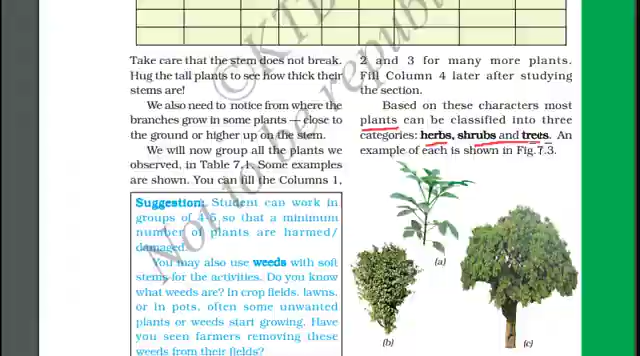 Take care that the stem does not break.
Hug the tall plants to see how thick their
stems are!
We also need to notice from where the
branches grow in some plants — close to
the ground or higher up on the stem.
We will now group all the plants we
observed, in Table 7.1. Some examples
are shown. You can fill the Columns 1,
Suggestion: Student can work in
groups of 4-5 so that a minimum
number of plants are harmed/
damaged.
You may also use weeds with soft
stems for the activities. Do you know
what weeds are? In crop fields, lawns,
or in pots, often some unwanted
plants or weeds start growing. Have
you seen farmers removing these
weeds from their fields?
2 and 3 for many more plants.
Fill Column 4 later after studying
the section.
Based on these characters most
plants can be classified into three
categories: herbs, shrubs and trees. An
example of each is shown in Fig.7.3.
(a)
(b)
(c)
Not to be republ